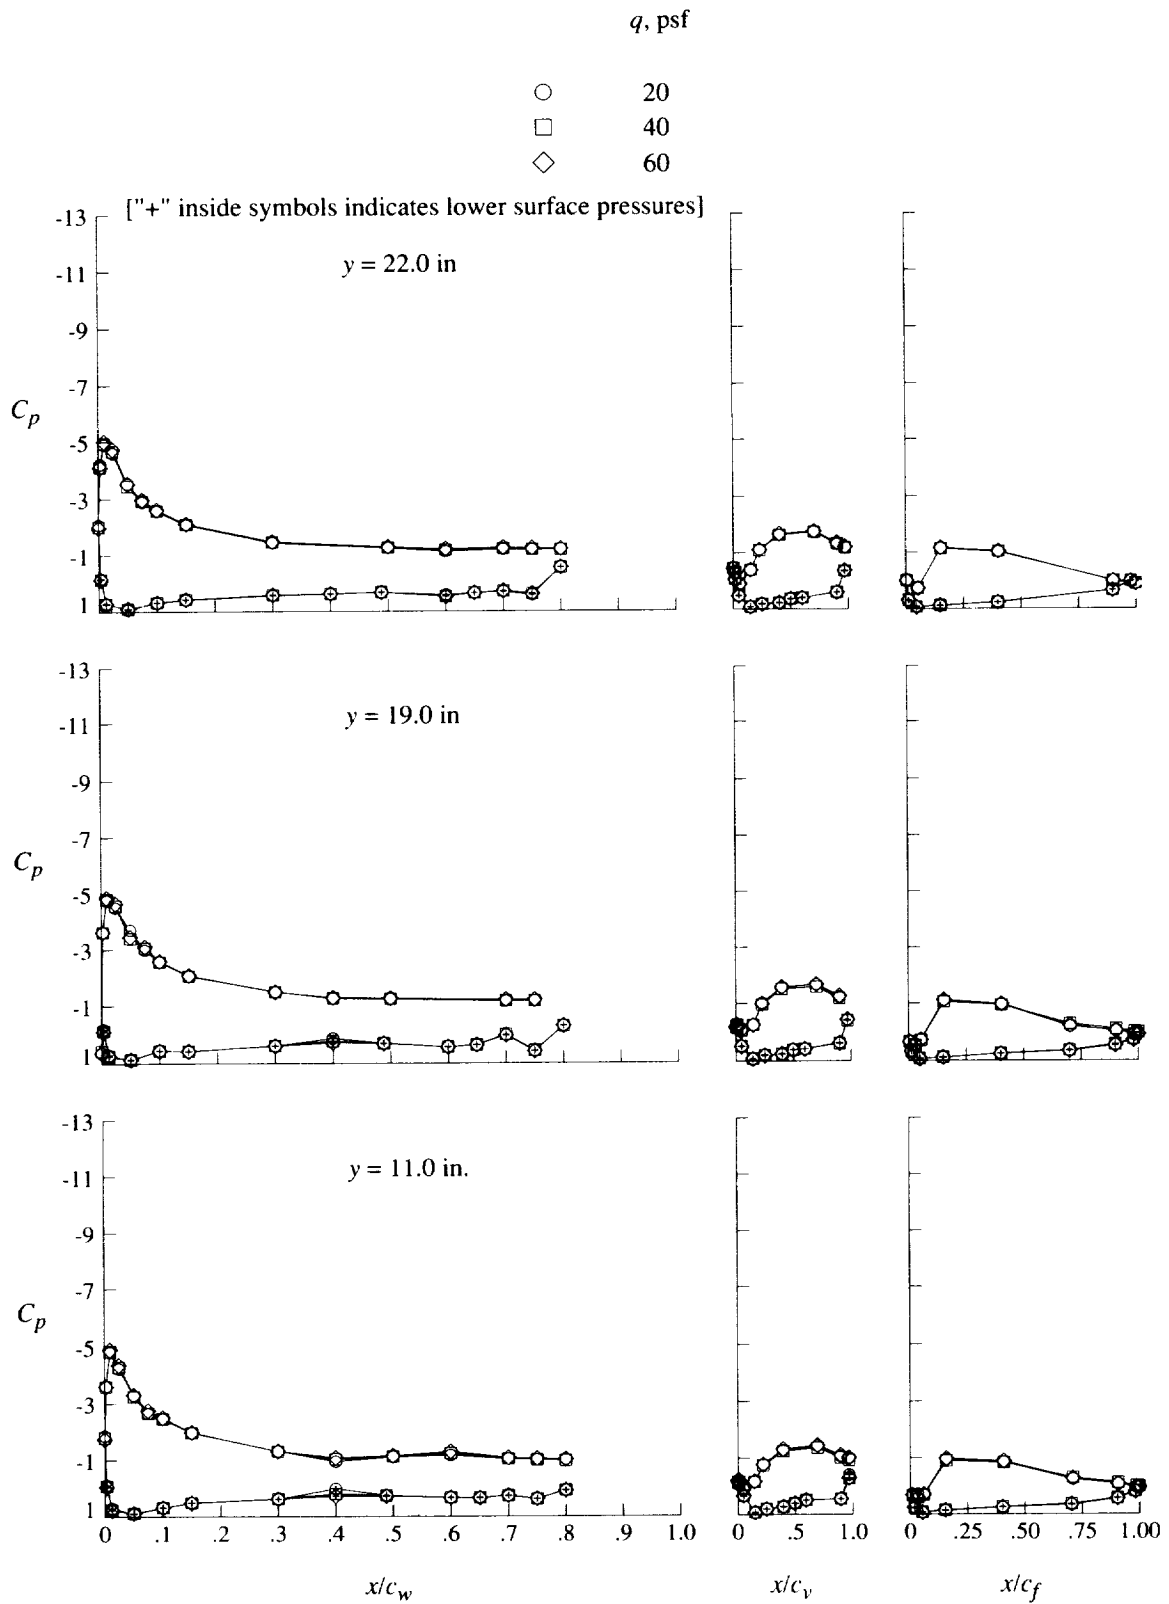 q, psf
20
40
60
["+" inside symbols indicates lower surface pressures]
-13
-11
-9
-7
-5
-3
-1
1
C_p
y = 22.0 in
-13
-11
-9
-7
-5
-3
-1
1
C_p
y = 19.0 in
-13
-11
-9
-7
-5
-3
-1
1
C_p
y = 11.0 in.
0 .1 .2 .3 .4 .5 .6 .7 .8 .9 1.0
0 .5 1.0
0 .25 .50 .75 1.00
x/c_w
x/c_v
x/c_f